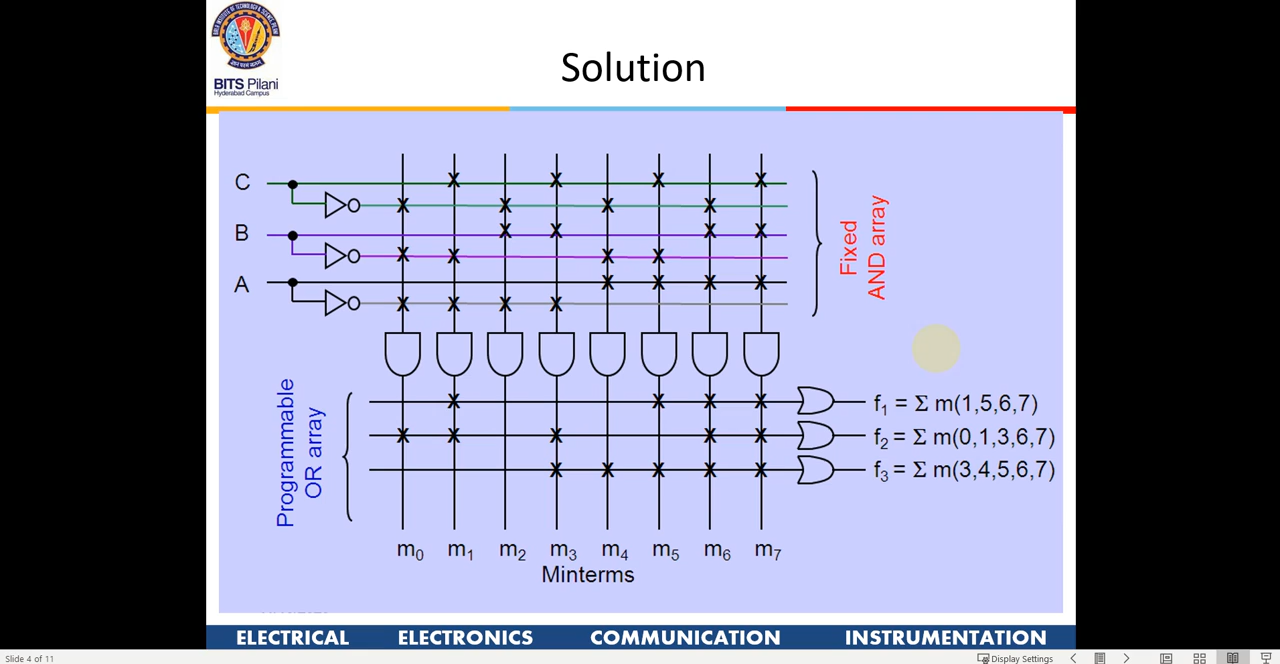 BITS Pilani
Hyderabad Campus
Solution
C
B
A
Fixed
AND array
Programmable
OR array
f₁ = Σ m(1,5,6,7)
f₂ = Σ m(0,1,3,6,7)
f₃ = Σ m(3,4,5,6,7)
m₀ m₁ m₂ m₃ m₄ m₅ m₆ m₇
Minterms
ELECTRICAL ELECTRONICS COMMUNICATION INSTRUMENTATION
Slide 4 of 11 Display Settings